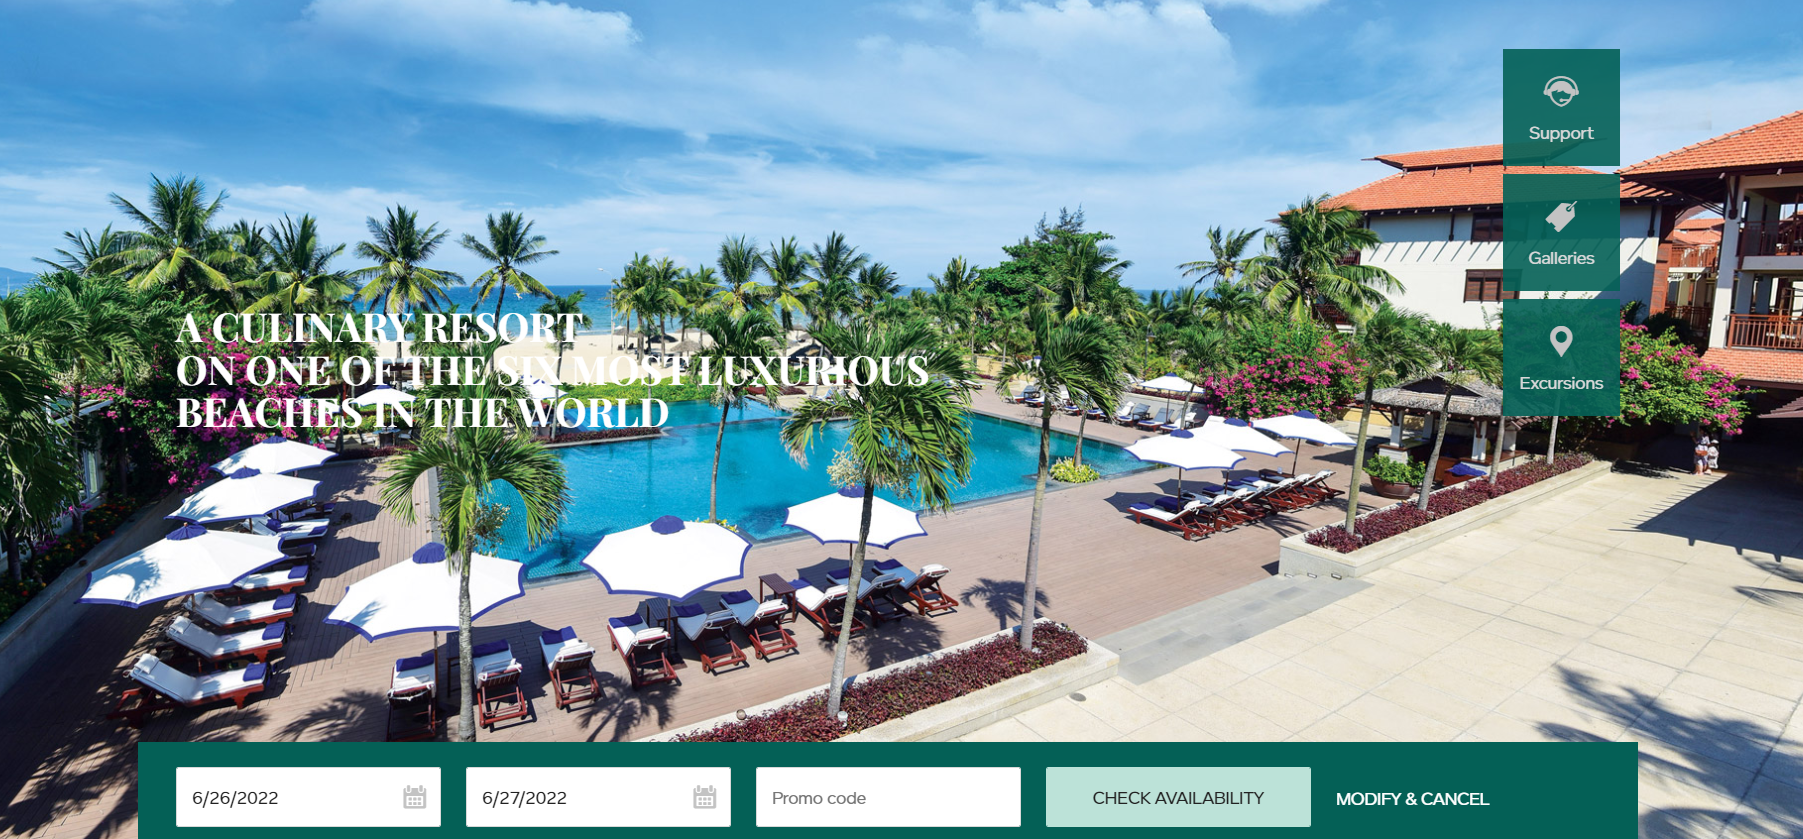 Support
Galleries
Excursions
A CULINARY RESORT
ON ONE OF THE SIX MOST LUXURIOUS
BEACHES IN THE WORLD
6/26/2022
6/27/2022
Promo code
CHECK AVAILABILITY
MODIFY & CANCEL